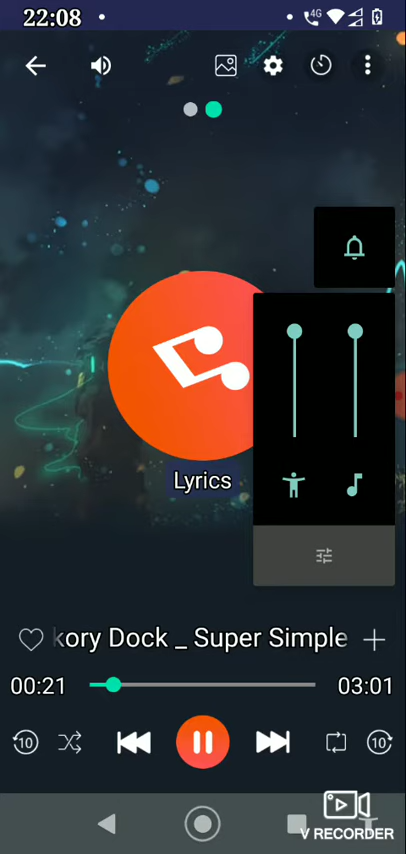 22:08
4G
Lyrics
kory Dock _ Super Simple
00:21
03:01
10
10
V RECORDER